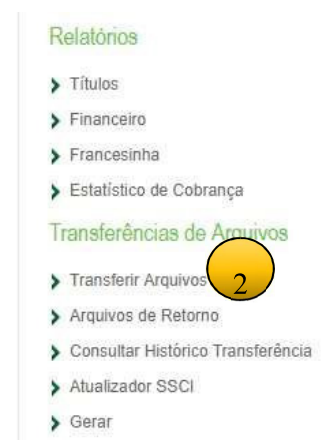 Relatórios
Títulos
Financeiro
Francesinha
Estatístico de Cobrança
Transferências de Arquivos
Transferir Arquivos
2
Arquivos de Retorno
Consultar Histórico Transferência
Atualizador SSCI
Gerar